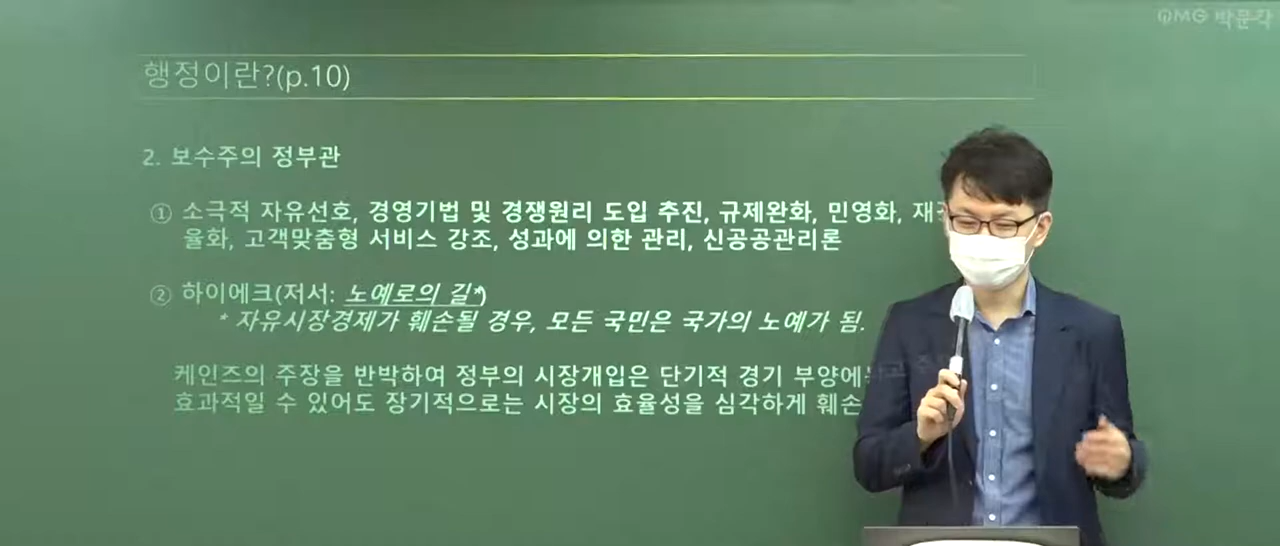 PMG 박문각
행정이란?(p.10)
2. 보수주의 정부관
① 소극적 자유선호, 경영기법 및 경쟁원리 도입 추진, 규제완화, 민영화,
율화, 고객맞춤형 서비스 강조, 성과에 의한 관리, 신공공관리론
② 하이에크(저서: 노예로의 길*)
* 자유시장경제가 훼손될 경우, 모든 국민은 국가의 노예가 됨.
케인즈의 주장을 반박하여 정부의 시장개입은 단기적 경기
효과적일 수 있어도 장기적으로는 시장의 효율성을 심각하게